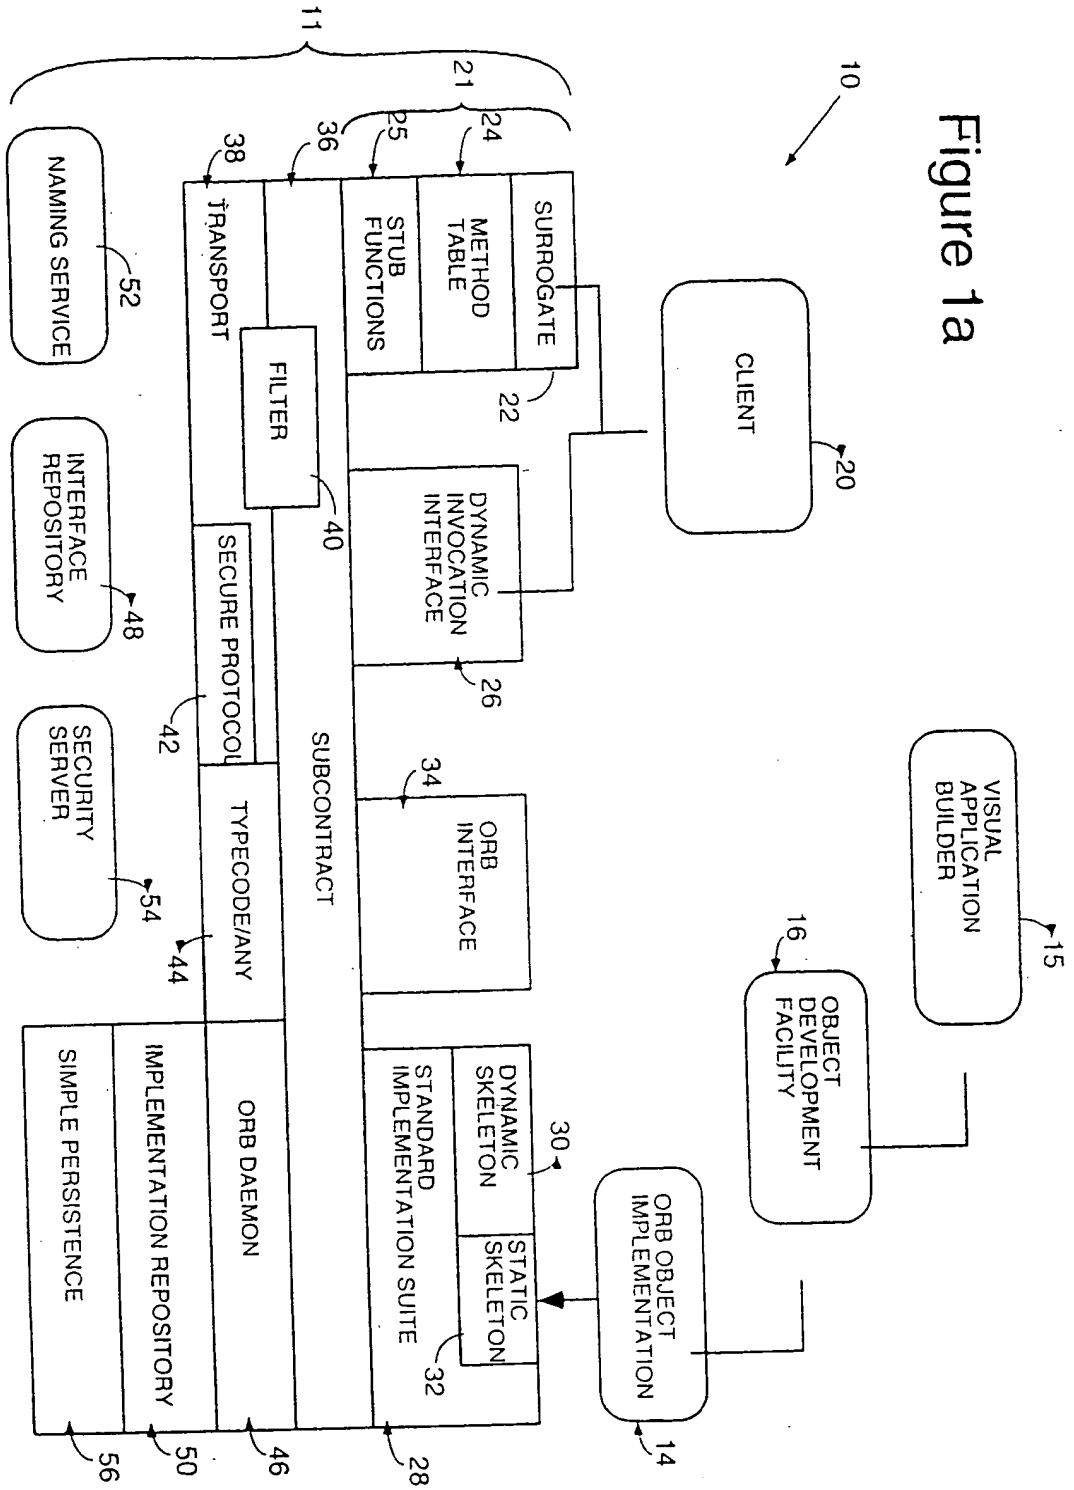 Figure 1a
10
11
21
CLIENT
20
VISUAL
APPLICATION
BUILDER
15
OBJECT
DEVELOPMENT
FACILITY
16
ORB OBJECT
IMPLEMENTATION
14
SURROGATE
22
METHOD
TABLE
24
STUB
FUNCTIONS
25
DYNAMIC
INVOCATION
INTERFACE
26
ORB
INTERFACE
34
DYNAMIC
SKELETON
30
STATIC
SKELETON
32
STANDARD
IMPLEMENTATION SUITE
28
36
SUBCONTRACT
FILTER
40
38
TRANSPORT
SECURE PROTOCOL
42
TYPECODE/ANY
44
ORB DAEMON
46
IMPLEMENTATION REPOSITORY
50
SIMPLE PERSISTENCE
56
NAMING SERVICE
52
INTERFACE
REPOSITORY
48
SECURITY
SERVER
54